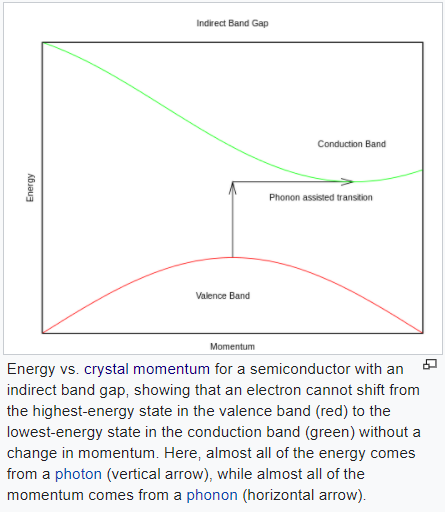 Indirect Band Gap
Conduction Band
Energy
Phonon assisted transition
Valence Band
Momentum
Energy vs. crystal momentum for a semiconductor with an
indirect band gap, showing that an electron cannot shift from
the highest-energy state in the valence band (red) to the
lowest-energy state in the conduction band (green) without a
change in momentum. Here, almost all of the energy comes
from a photon (vertical arrow), while almost all of the
momentum comes from a phonon (horizontal arrow).